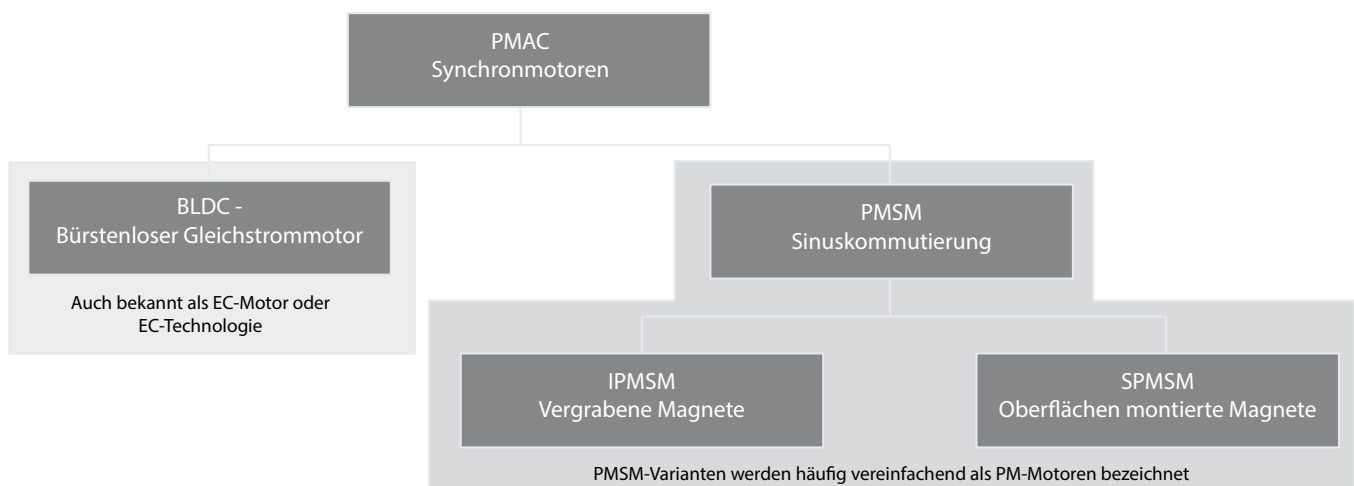 PMAC
Synchronmotoren
BLDC -
Bürstenloser Gleichstrommotor
Auch bekannt als EC-Motor oder
EC-Technologie
PMSM
Sinuskommutierung
IPMSM
Vergrabene Magnete
SPMSM
Oberflächen montierte Magnete
PMSM-Varianten werden häufig vereinfachend als PM-Motoren bezeichnet